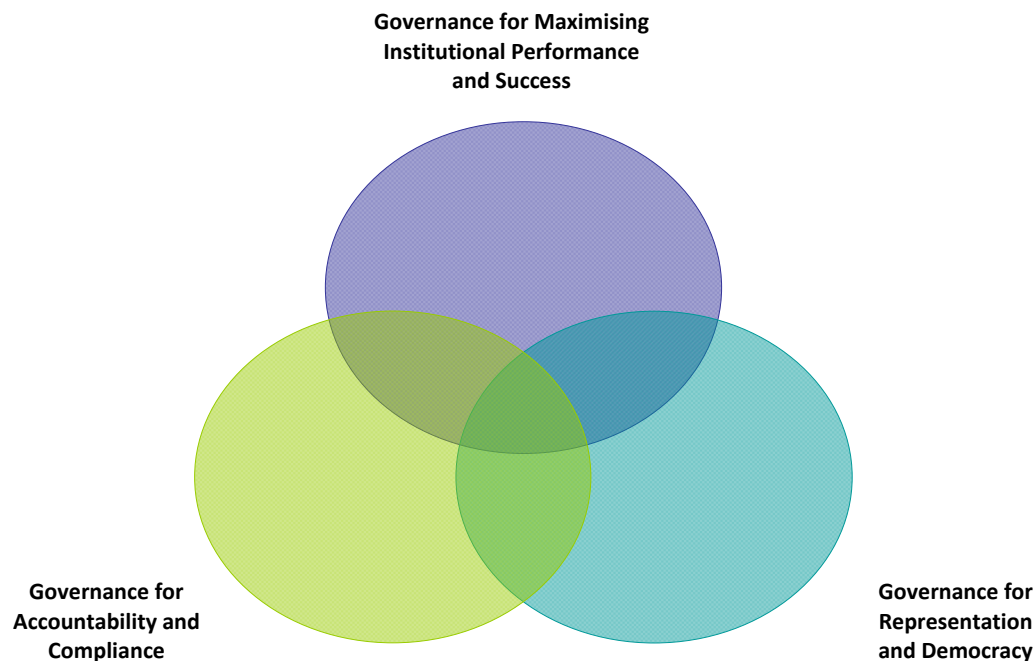 Governance for Maximising
Institutional Performance
and Success
Governance for
Accountability and
Compliance
Governance for
Representation
and Democracy